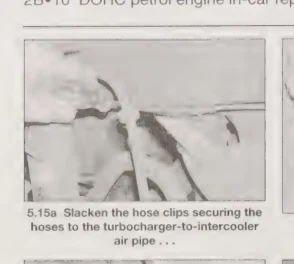 2B•10 DOHC petrol engine in-car rep
5.15a Slacken the hose clips securing the
hoses to the turbocharger-to-intercooler
air pipe . . .